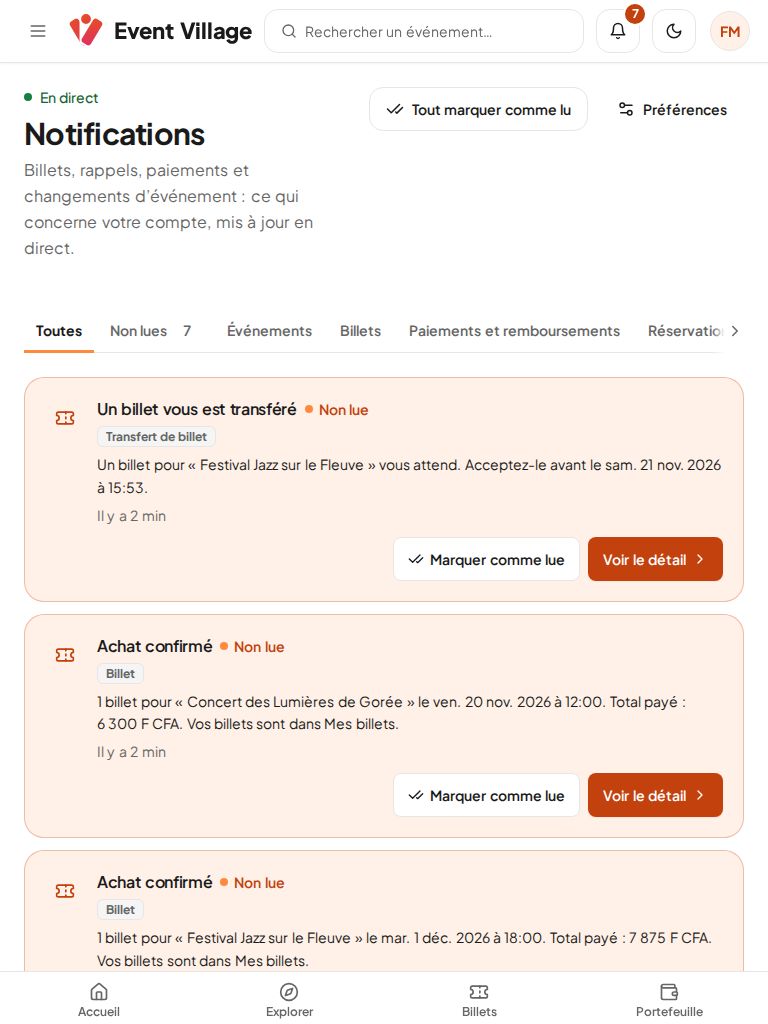 Event Village
Rechercher un événement…
7
FM
En direct
Notifications
Billets, rappels, paiements et
changements d’événement : ce qui
concerne votre compte, mis à jour en
direct.
Tout marquer comme lu
Préférences
Toutes
Non lues 7
Événements
Billets
Paiements et remboursements
Un billet vous est transféré
Non lue
Transfert de billet
Un billet pour « Festival Jazz sur le Fleuve » vous attend. Acceptez-le avant le sam. 21 nov. 2026
à 15:53.
Il y a 2 min
Marquer comme lue
Voir le détail
Achat confirmé
Non lue
Billet
1 billet pour « Concert des Lumières de Gorée » le ven. 20 nov. 2026 à 12:00. Total payé :
6 300 F CFA. Vos billets sont dans Mes billets.
Il y a 2 min
Marquer comme lue
Voir le détail
Achat confirmé
Non lue
Billet
1 billet pour « Festival Jazz sur le Fleuve » le mar. 1 déc. 2026 à 18:00. Total payé : 7 875 F CFA.
Vos billets sont dans Mes billets.
Accueil
Explorer
Billets
Portefeuille